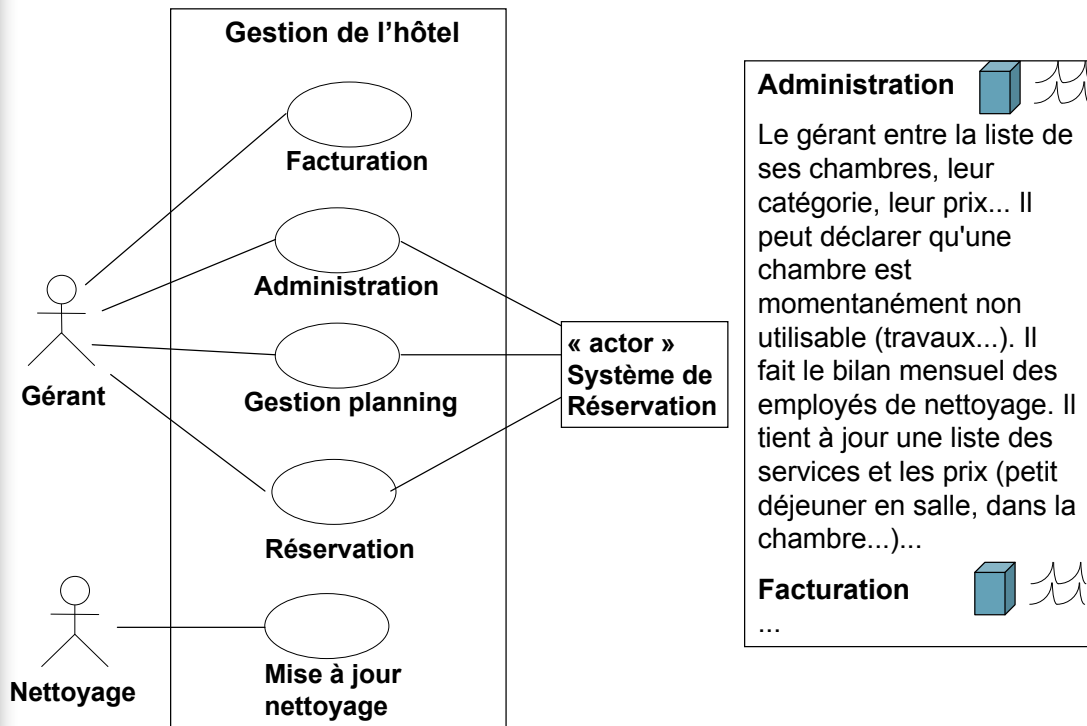 Gestion de l'hôtel
Facturation
Administration
Gestion planning
Réservation
Mise à jour
nettoyage
Gérant
Nettoyage
« actor »
Système de
Réservation
Administration
Le gérant entre la liste de
ses chambres, leur
catégorie, leur prix... Il
peut déclarer qu'une
chambre est
momentanément non
utilisable (travaux...). Il
fait le bilan mensuel des
employés de nettoyage. Il
tient à jour une liste des
services et les prix (petit
déjeuner en salle, dans la
chambre...)...
Facturation
...